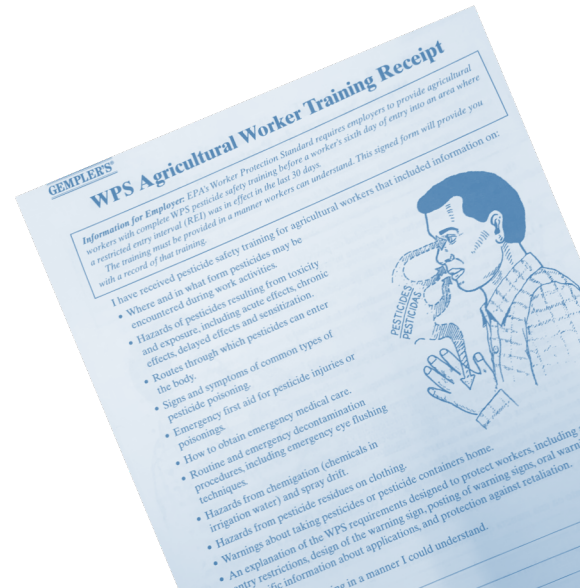 GEMPLER'S®
WPS Agricultural Worker Training Receipt
Information for Employer: EPA's Worker Protection Standard requires employers to provide agricultural
workers with complete WPS pesticide safety training before a worker's sixth day of entry into an area where
a restricted entry interval (REI) was in effect in the last 30 days.
The training must be provided in a manner workers can understand. This signed form will provide you
with a record of that training.
I have received pesticide safety training for agricultural workers that included information on:
• Where and in what form pesticides may be
encountered during work activities.
• Hazards of pesticides resulting from toxicity
and exposure, including acute effects, chronic
effects, delayed effects and sensitization.
• Routes through which pesticides can enter
the body.
• Signs and symptoms of common types of
pesticide poisoning.
• Emergency first aid for pesticide injuries or
poisonings.
• How to obtain emergency medical care.
• Routine and emergency decontamination
procedures, including emergency eye flushing
techniques.
• Hazards from chemigation (chemicals in
irrigation water) and spray drift.
• Hazards from pesticide residues on clothing.
• Warnings about taking pesticides or pesticide containers home.
• An explanation of the WPS requirements designed to protect workers, including
entry restrictions, design of the warning sign, posting of warning signs, oral
information about applications, and protection against retaliation.
in a manner I could understand.
PESTICIDES
PESTICIDAS